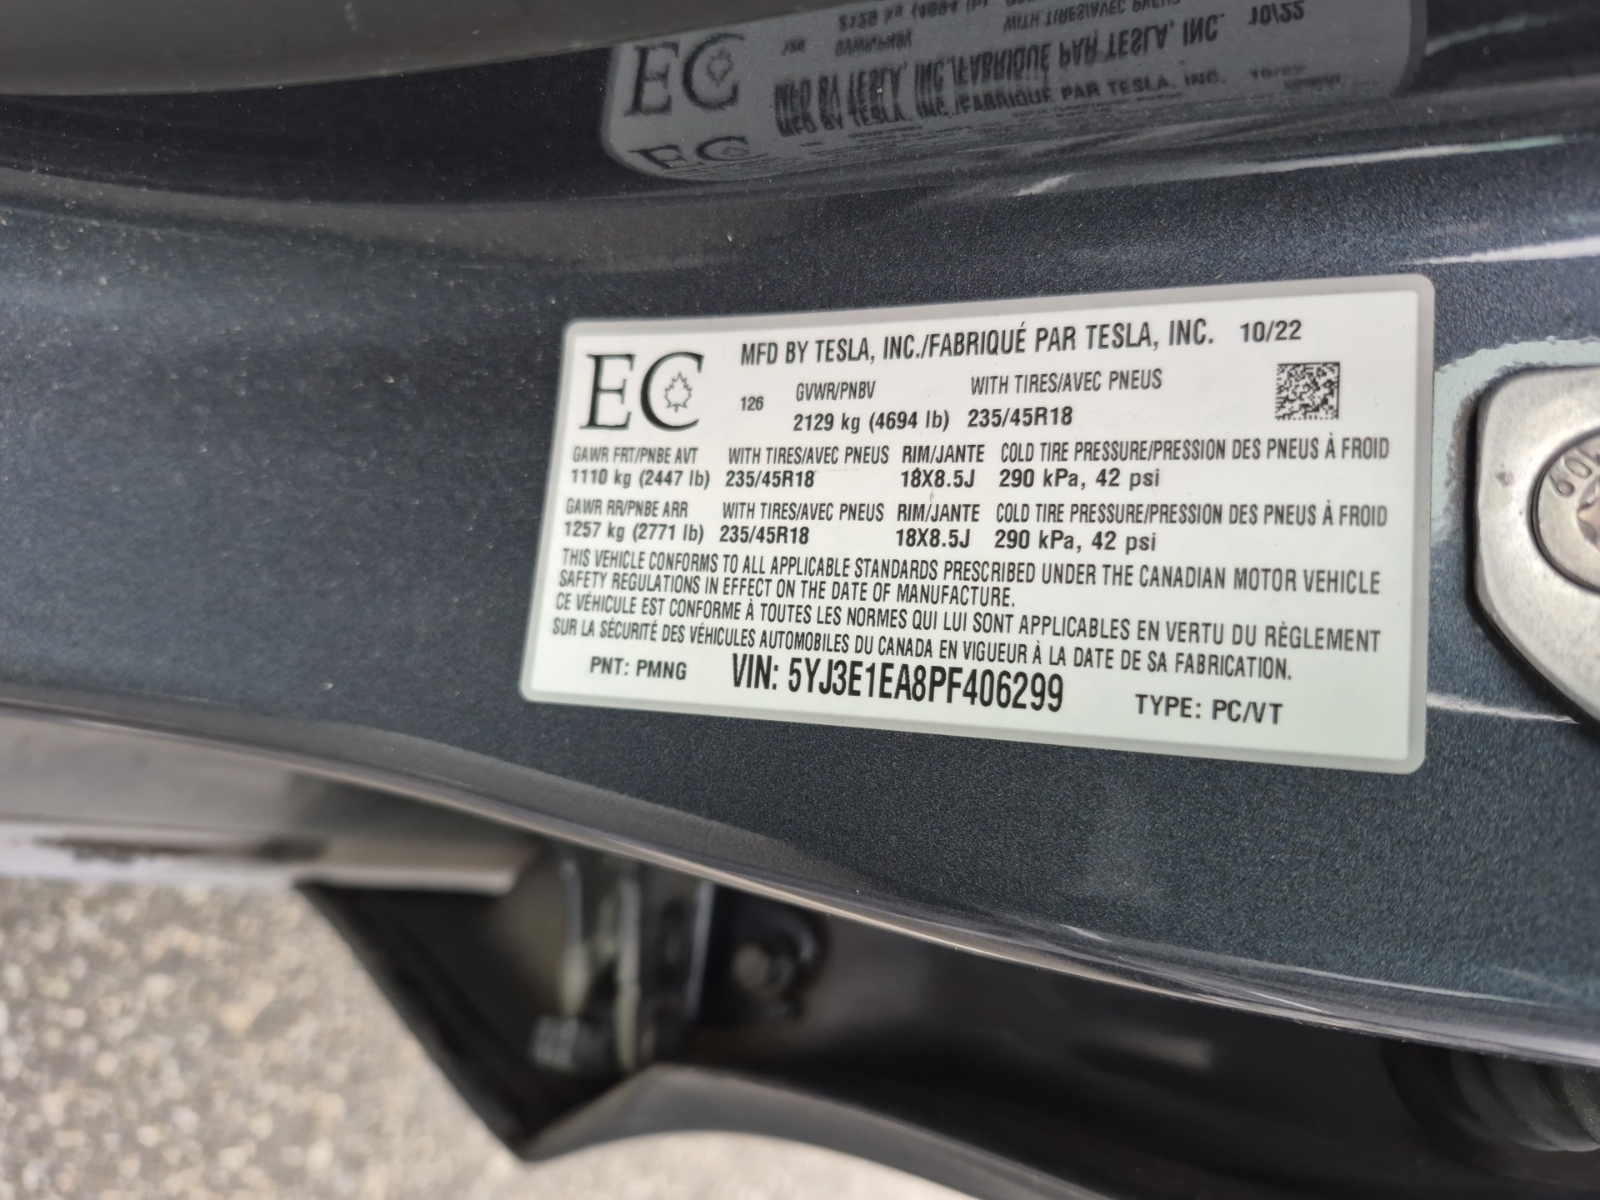 MFD BY TESLA, INC./FABRIQUÉ PAR TESLA, INC. 10/22
EC
126
GVWR/PNBV WITH TIRES/AVEC PNEUS
2129 kg (4694 lb) 235/45R18
GAWR FRT/PNBE AVT WITH TIRES/AVEC PNEUS RIM/JANTE COLD TIRE PRESSURE/PRESSION DES PNEUS À FROID
1110 kg (2447 lb) 235/45R18 18X8.5J 290 kPa, 42 psi
GAWR RR/PNBE ARR WITH TIRES/AVEC PNEUS RIM/JANTE COLD TIRE PRESSURE/PRESSION DES PNEUS À FROID
1257 kg (2771 lb) 235/45R18 18X8.5J 290 kPa, 42 psi
THIS VEHICLE CONFORMS TO ALL APPLICABLE STANDARDS PRESCRIBED UNDER THE CANADIAN MOTOR VEHICLE
SAFETY REGULATIONS IN EFFECT ON THE DATE OF MANUFACTURE.
CE VÉHICULE EST CONFORME À TOUTES LES NORMES QUI LUI SONT APPLICABLES EN VERTU DU RÈGLEMENT
SUR LA SÉCURITÉ DES VÉHICULES AUTOMOBILES DU CANADA EN VIGUEUR À LA DATE DE SA FABRICATION.
PNT: PMNG VIN: 5YJ3E1EA8PF406299 TYPE: PC/VT